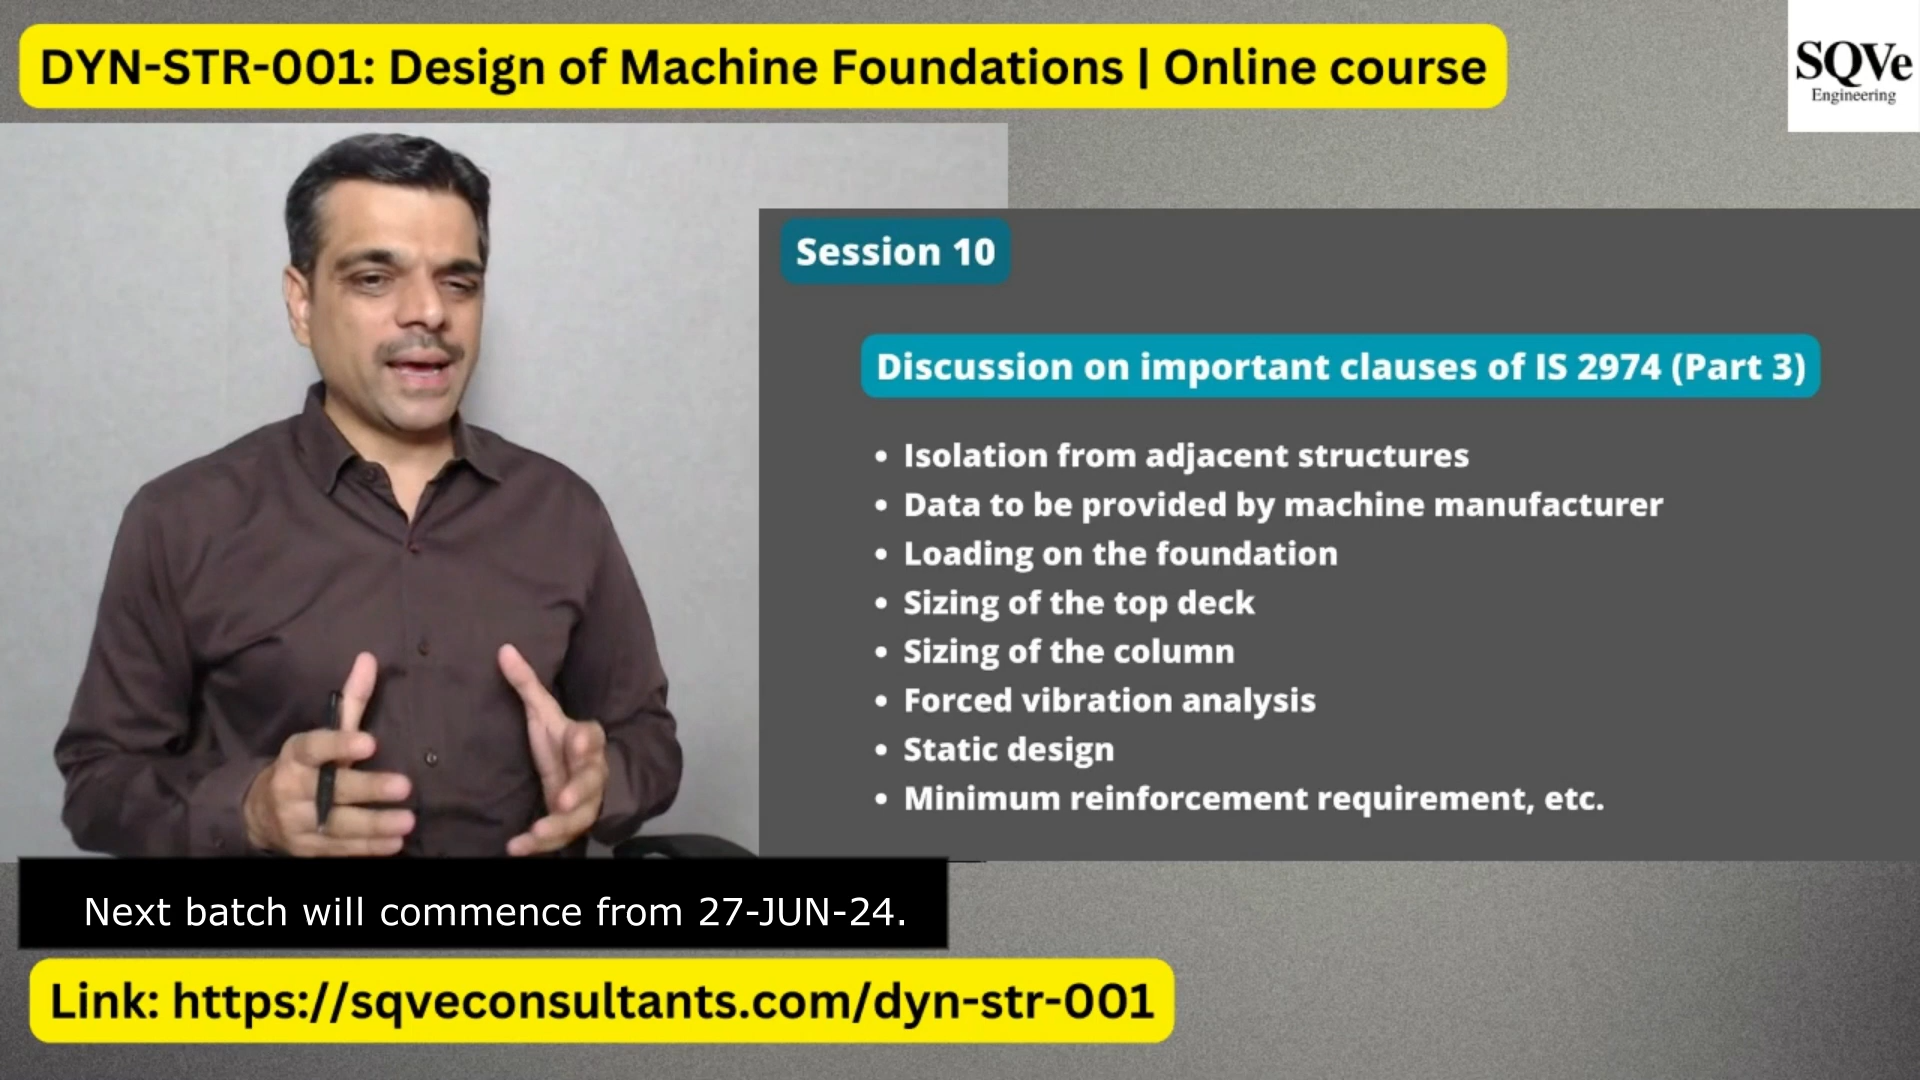 DYN-STR-001: Design of Machine Foundations | Online course
SQVe
Engineering
Session 10
Discussion on important clauses of IS 2974 (Part 3)
• Isolation from adjacent structures
• Data to be provided by machine manufacturer
• Loading on the foundation
• Sizing of the top deck
• Sizing of the column
• Forced vibration analysis
• Static design
• Minimum reinforcement requirement, etc.
Next batch will commence from 27-JUN-24.
Link: https://sqveconsultants.com/dyn-str-001